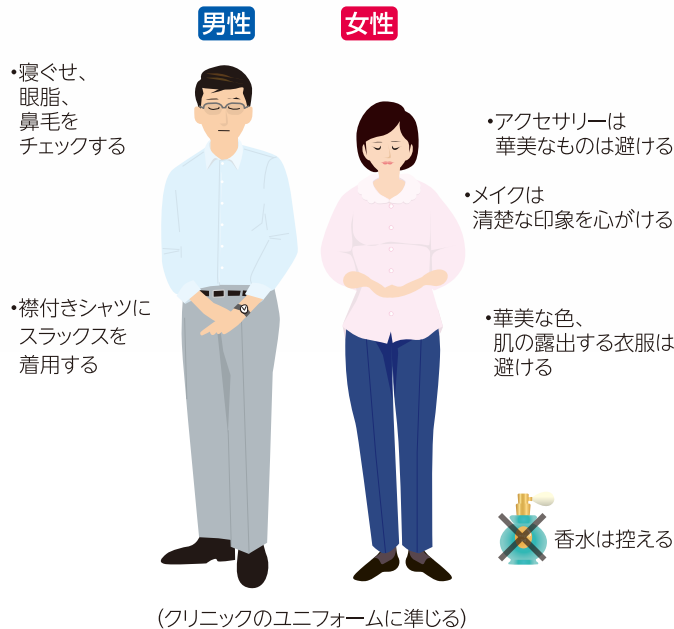 男性
女性
・寝ぐせ、
眼脂、
鼻毛を
チェックする
・襟付きシャツに
スラックスを
着用する
・アクセサリーは
華美なものは避ける
・メイクは
清楚な印象を心がける
・華美な色、
肌の露出する衣服は
避ける
香水は控える
(クリニックのユニフォームに準じる)